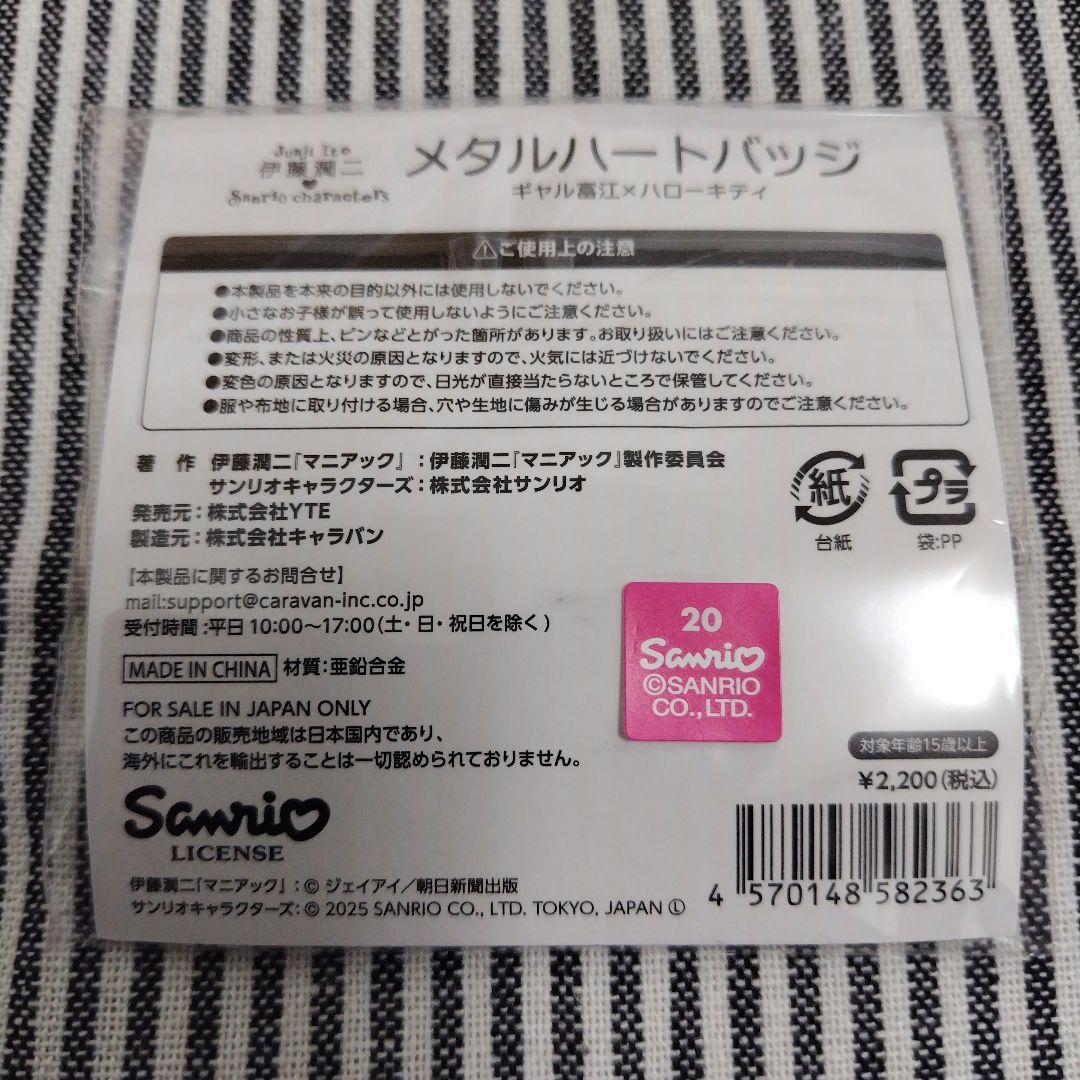 Junji Ito
伊藤潤二
Sanrio characters
メタルハートバッジ
ギャル富江×ハローキティ
⚠ご使用上の注意
●本製品を本来の目的以外には使用しないでください。
●小さなお子様が誤って使用しないようにご注意ください。
●商品の性質上、ピンなどとがった箇所があります。お取り扱いにはご注意ください。
●変形、または火災の原因となりますので、火気には近づけないでください。
●変色の原因となりますので、日光が直接当たらないところで保管してください。
●服や布地に取り付ける場合、穴や生地に傷みが生じる場合がありますのでご注意ください。
著 作 伊藤潤二『マニアック』:伊藤潤二『マニアック』製作委員会
サンリオキャラクターズ:株式会社サンリオ
発売元:株式会社YTE
製造元:株式会社キャラバン
紙
台紙
プラ
袋:PP
【本製品に関するお問合せ】
mail:support@caravan-inc.co.jp
受付時間:平日10:00~17:00(土・日・祝日を除く)
MADE IN CHINA 材質:亜鉛合金
20
Sanrio
©SANRIO
CO.,LTD.
FOR SALE IN JAPAN ONLY
この商品の販売地域は日本国内であり、
海外にこれを輸出することは一切認められておりません。
対象年齢15歳以上
¥2,200(税込)
Sanrio
LICENSE
4 570148 582363
伊藤潤二『マニアック』:© ジェイアイ/朝日新聞出版
サンリオキャラクターズ:© 2025 SANRIO CO., LTD. TOKYO, JAPAN Ⓛ